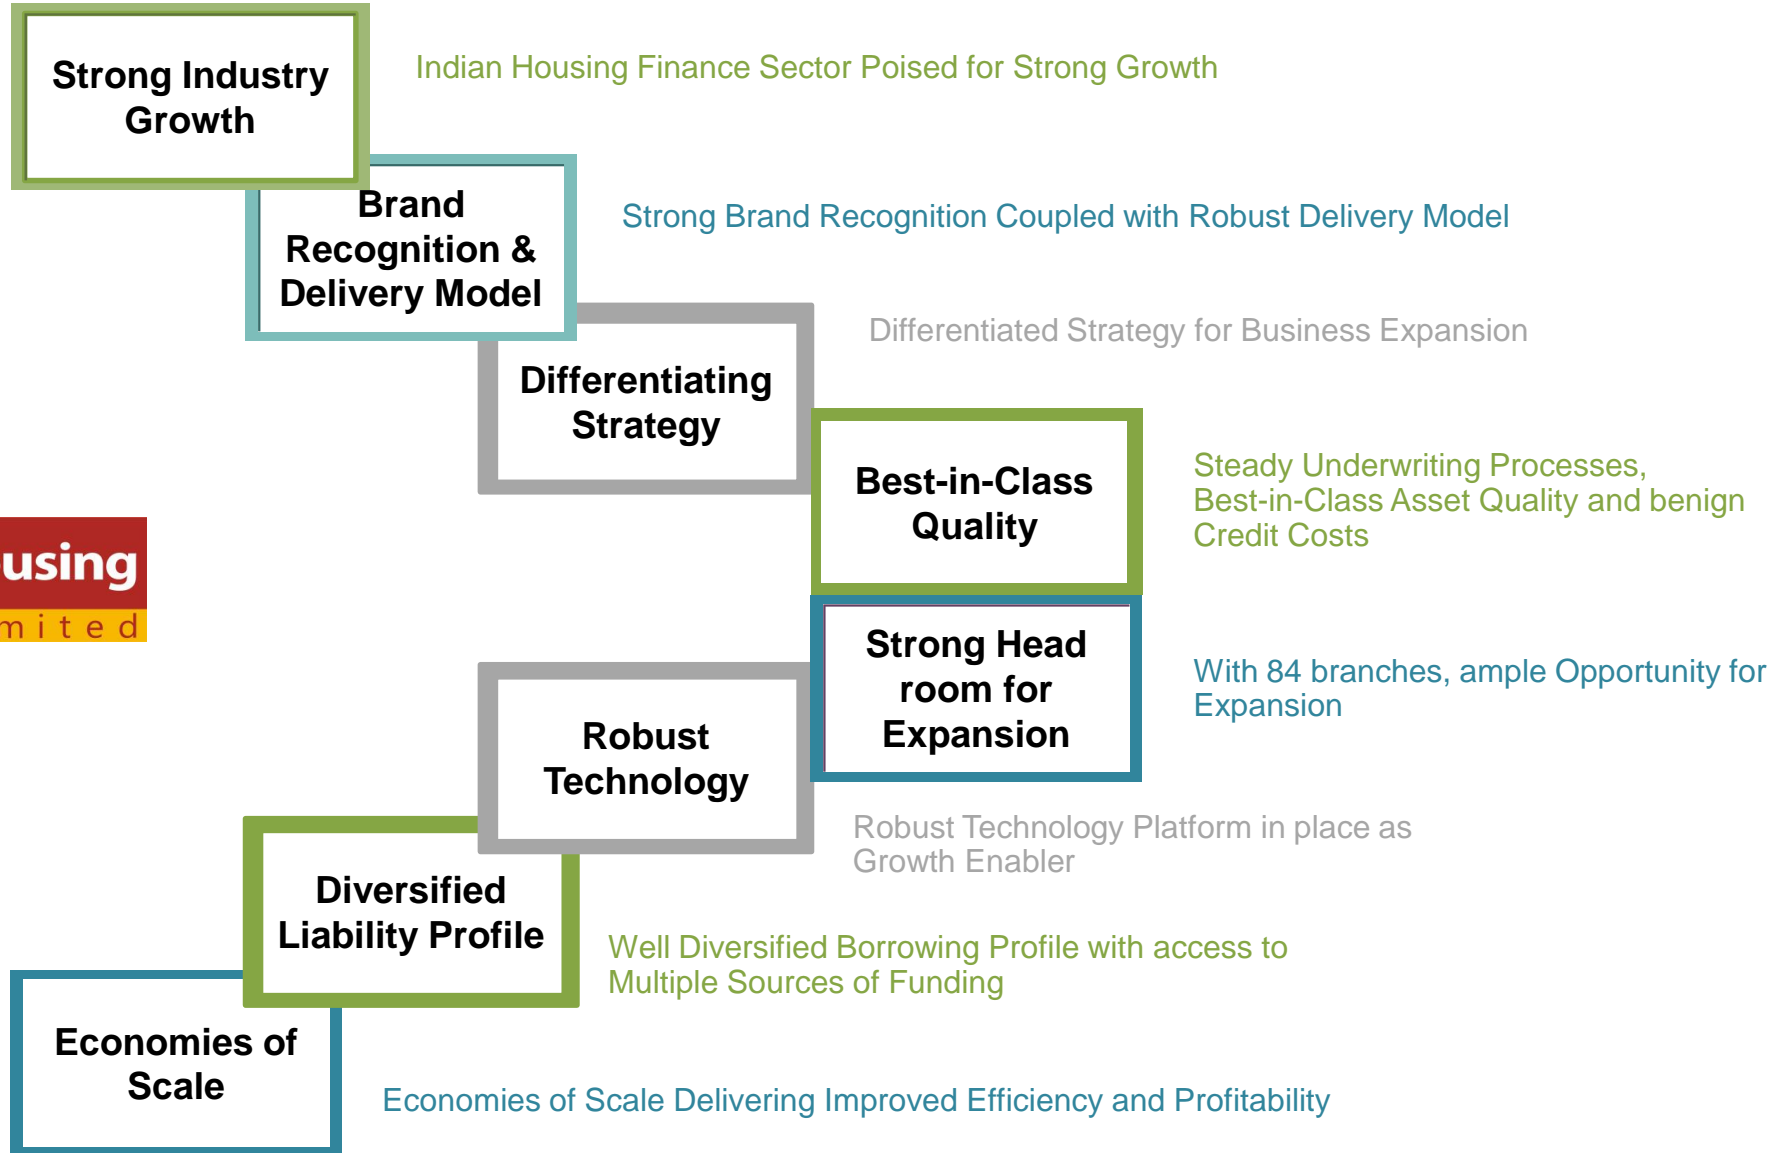 Strong Industry
Growth
Indian Housing Finance Sector Poised for Strong Growth
Brand
Recognition &
Delivery Model
Strong Brand Recognition Coupled with Robust Delivery Model
Differentiating
Strategy
Differentiated Strategy for Business Expansion
Best-in-Class
Quality
Steady Underwriting Processes,
Best-in-Class Asset Quality and benign
Credit Costs
using
mited
Strong Head
room for
Expansion
With 84 branches, ample Opportunity for
Expansion
Robust
Technology
Robust Technology Platform in place as
Growth Enabler
Diversified
Liability Profile
Well Diversified Borrowing Profile with access to
Multiple Sources of Funding
Economies of
Scale
Economies of Scale Delivering Improved Efficiency and Profitability